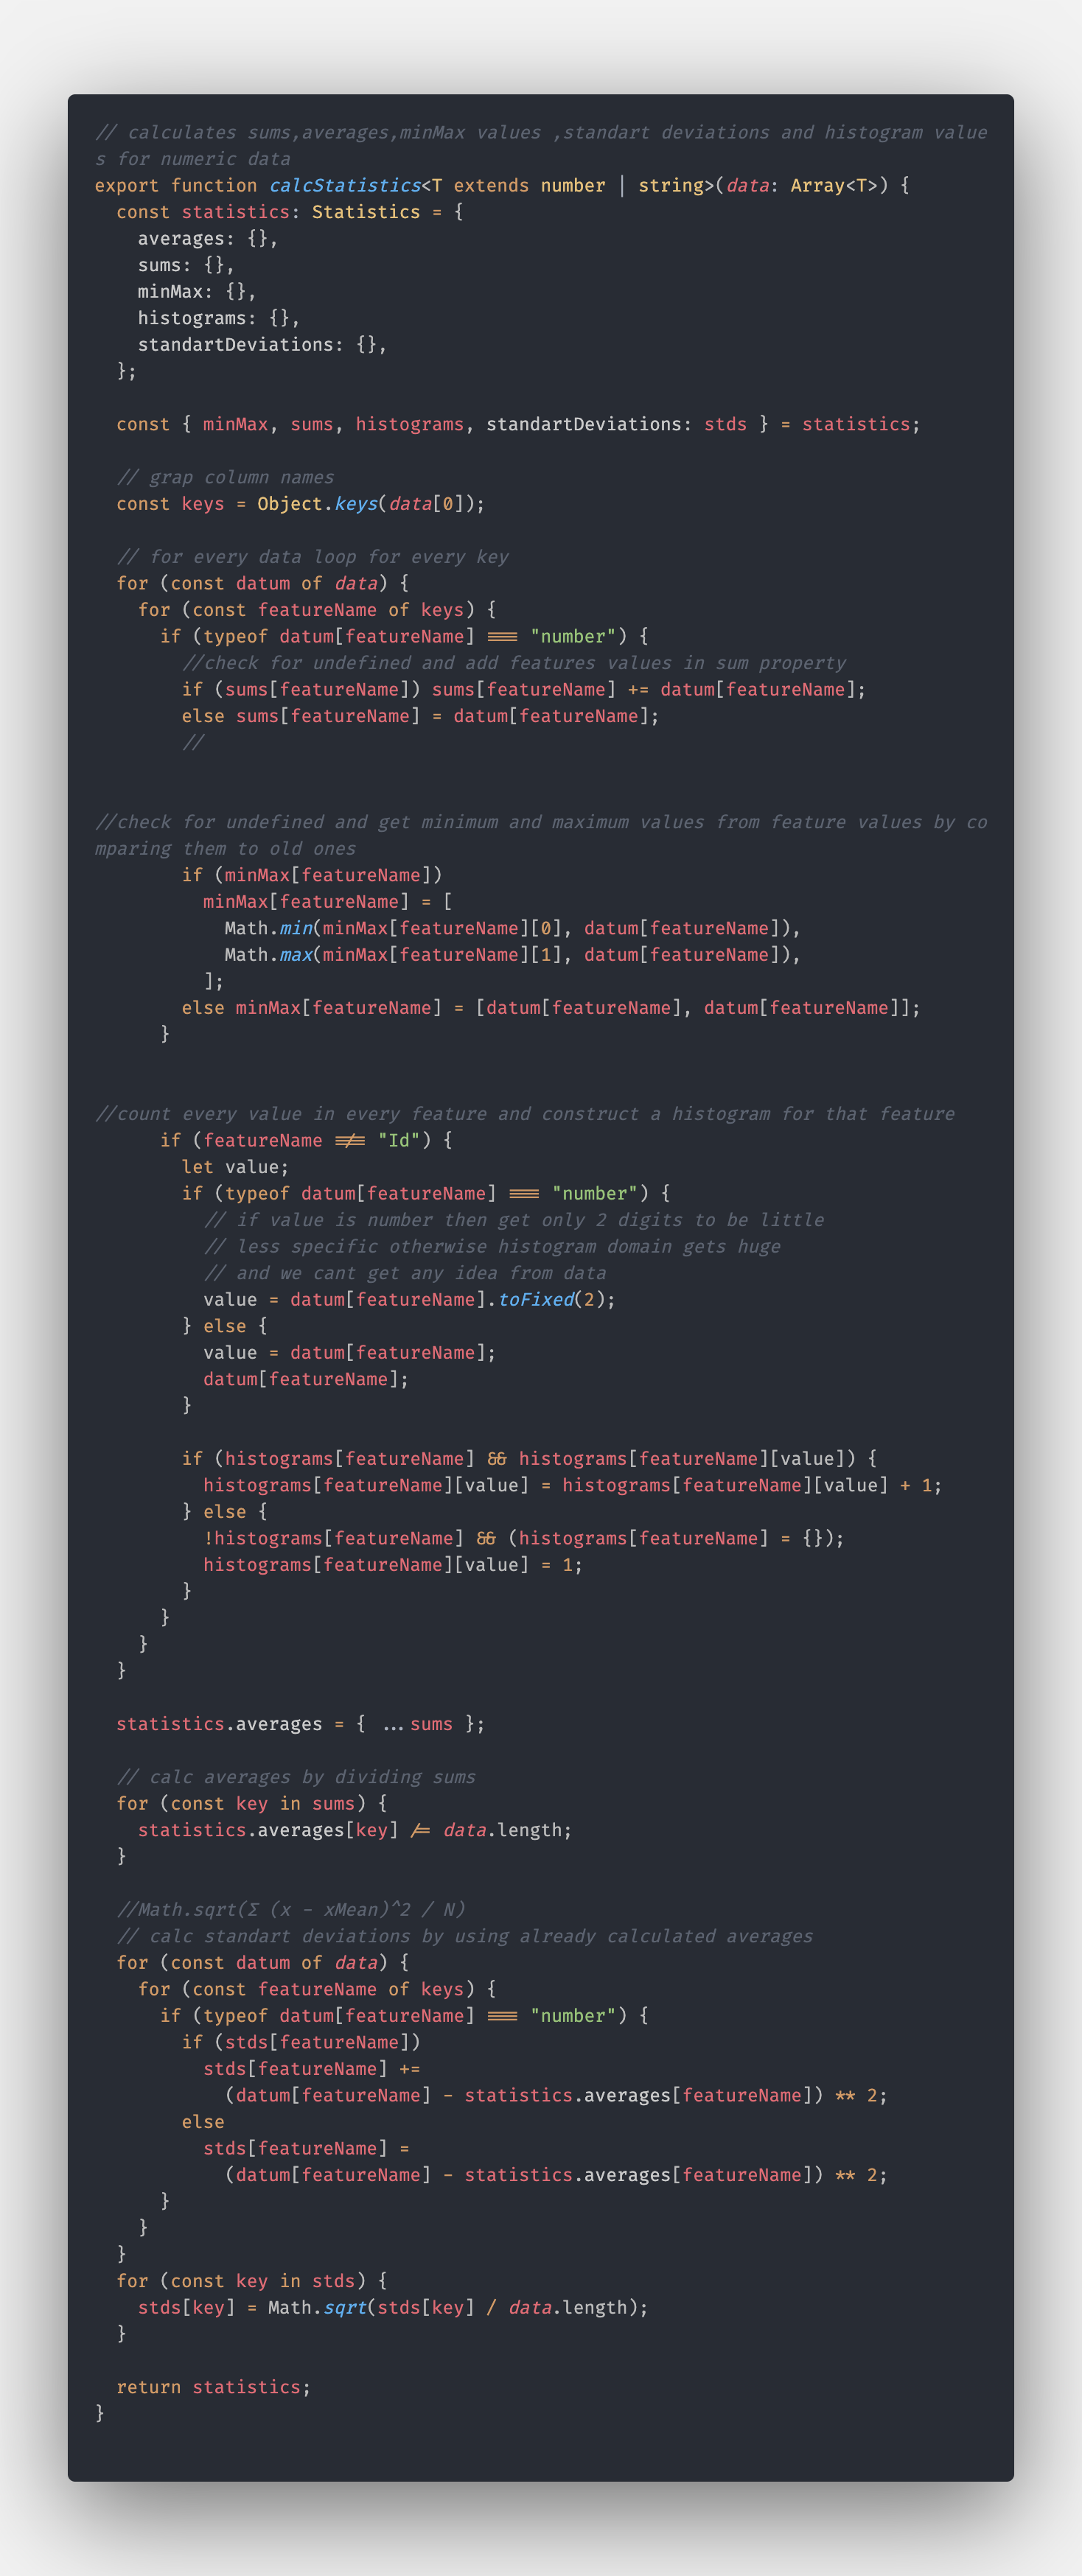 // calculates sums,averages,minMax values ,standart deviations and histogram value
s for numeric data
export function calcStatistics<T extends number | string>(data: Array<T>) {
  const statistics: Statistics = {
    averages: {},
    sums: {},
    minMax: {},
    histograms: {},
    standartDeviations: {},
  };

  const { minMax, sums, histograms, standartDeviations: stds } = statistics;

  // grap column names
  const keys = Object.keys(data[0]);

  // for every data loop for every key
  for (const datum of data) {
    for (const featureName of keys) {
      if (typeof datum[featureName] === "number") {
        //check for undefined and add features values in sum property
        if (sums[featureName]) sums[featureName] += datum[featureName];
        else sums[featureName] = datum[featureName];
        //


//check for undefined and get minimum and maximum values from feature values by co
mparing them to old ones
        if (minMax[featureName])
          minMax[featureName] = [
            Math.min(minMax[featureName][0], datum[featureName]),
            Math.max(minMax[featureName][1], datum[featureName]),
          ];
        else minMax[featureName] = [datum[featureName], datum[featureName]];
      }


//count every value in every feature and construct a histogram for that feature
      if (featureName !== "Id") {
        let value;
        if (typeof datum[featureName] === "number") {
          // if value is number then get only 2 digits to be little
          // less specific otherwise histogram domain gets huge
          // and we cant get any idea from data
          value = datum[featureName].toFixed(2);
        } else {
          value = datum[featureName];
          datum[featureName];
        }

        if (histograms[featureName] && histograms[featureName][value]) {
          histograms[featureName][value] = histograms[featureName][value] + 1;
        } else {
          !histograms[featureName] && (histograms[featureName] = {});
          histograms[featureName][value] = 1;
        }
      }
    }
  }

  statistics.averages = { ...sums };

  // calc averages by dividing sums
  for (const key in sums) {
    statistics.averages[key] /= data.length;
  }

  //Math.sqrt(Σ (x - xMean)^2 / N)
  // calc standart deviations by using already calculated averages
  for (const datum of data) {
    for (const featureName of keys) {
      if (typeof datum[featureName] === "number") {
        if (stds[featureName])
          stds[featureName] +=
            (datum[featureName] - statistics.averages[featureName]) ** 2;
        else
          stds[featureName] =
            (datum[featureName] - statistics.averages[featureName]) ** 2;
      }
    }
  }
  for (const key in stds) {
    stds[key] = Math.sqrt(stds[key] / data.length);
  }

  return statistics;
}